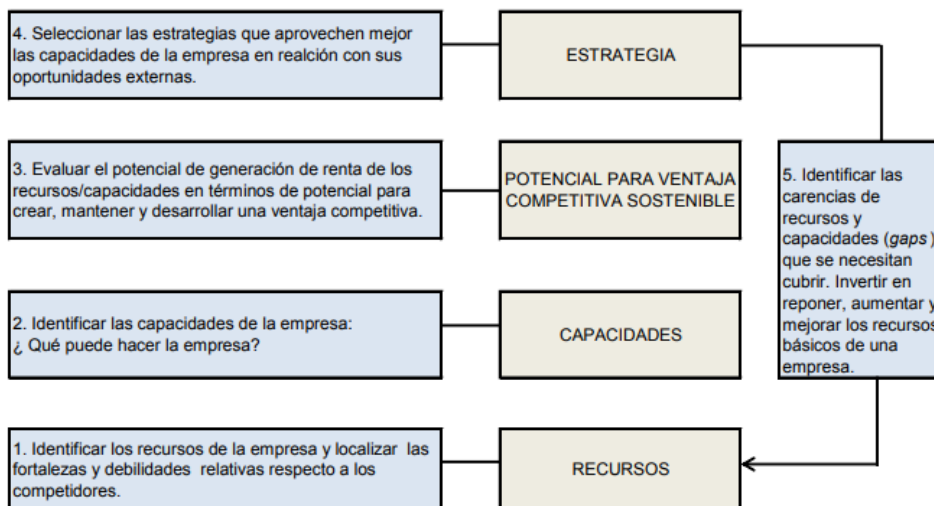 4. Seleccionar las estrategias que aprovechen mejor
las capacidades de la empresa en realción con sus
oportunidades externas.
ESTRATEGIA
3. Evaluar el potencial de generación de renta de los
recursos/capacidades en términos de potencial para
crear, mantener y desarrollar una ventaja competitiva.
POTENCIAL PARA VENTAJA
COMPETITIVA SOSTENIBLE
5. Identificar las
carencias de
recursos y
capacidades (gaps)
que se necesitan
cubrir. Invertir en
reponer, aumentar y
mejorar los recursos
básicos de una
empresa.
2. Identificar las capacidades de la empresa:
¿ Qué puede hacer la empresa?
CAPACIDADES
1. Identificar los recursos de la empresa y localizar las
fortalezas y debilidades relativas respecto a los
competidores.
RECURSOS